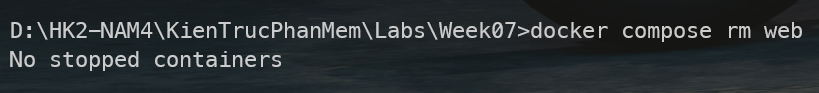 D:\HK2-NAM4\KienTrucPhanMem\Labs\Week07>docker compose rm web
No stopped containers